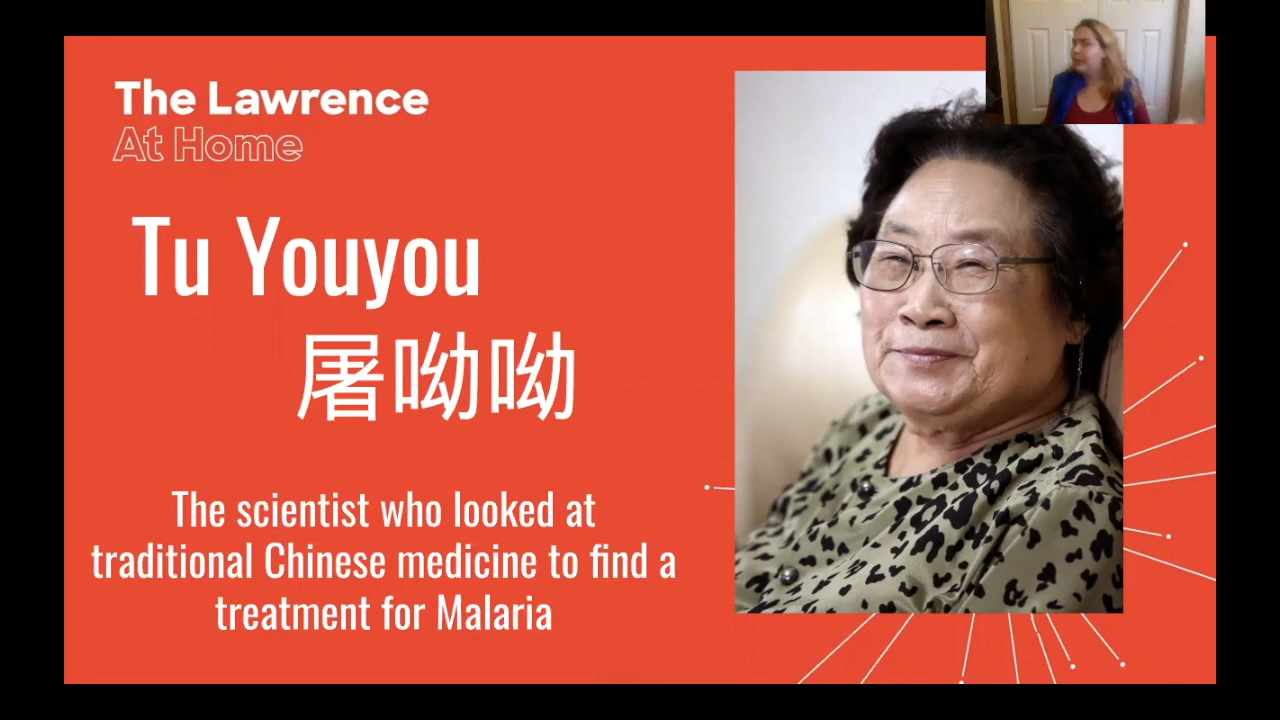 The Lawrence
At Home
Tu Youyou
屠呦呦
The scientist who looked at
traditional Chinese medicine to find a
treatment for Malaria